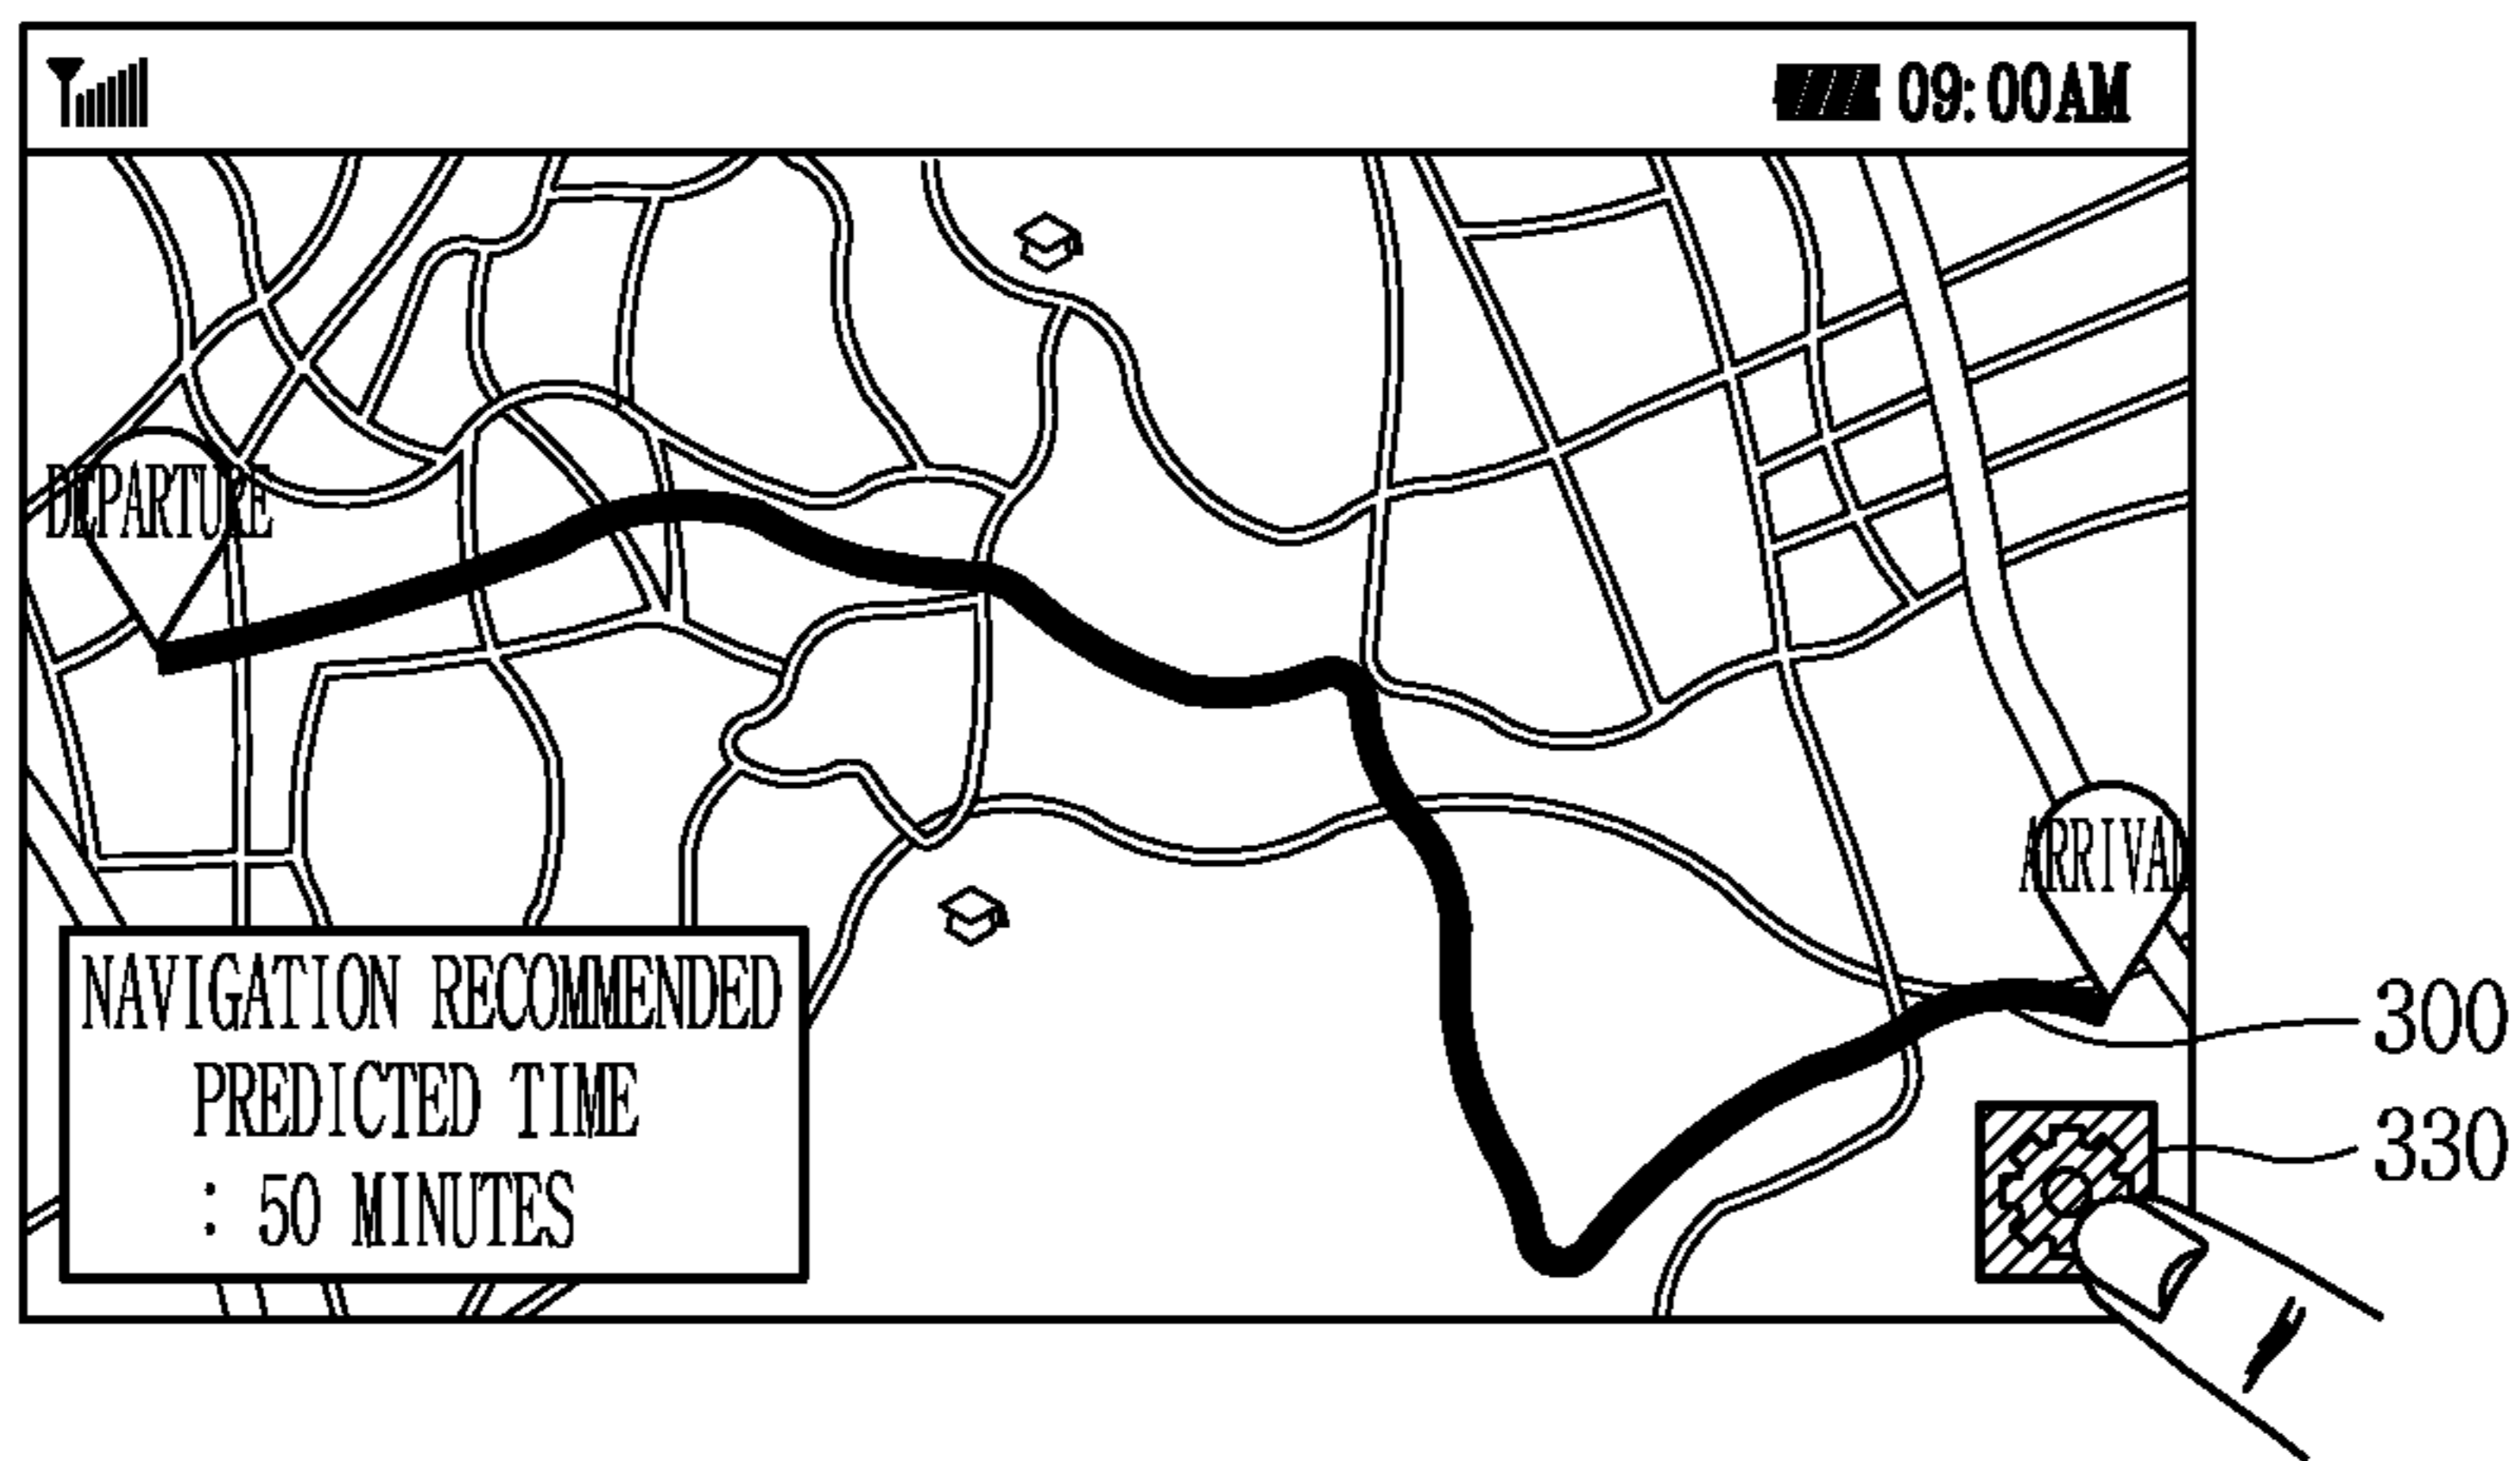 09:00AM
DEPARTURE
ARRIVAL
NAVIGATION RECOMMENDED
PREDICTED TIME
: 50 MINUTES
300
330